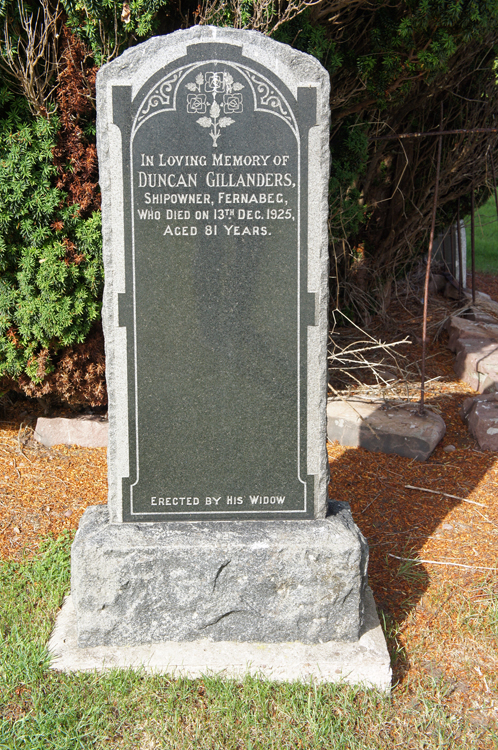 In Loving Memory of
Duncan Gillanders,
Shipowner, Fernabeg,
Who Died on 13th Dec. 1925,
Aged 81 Years.
Erected by His Widow